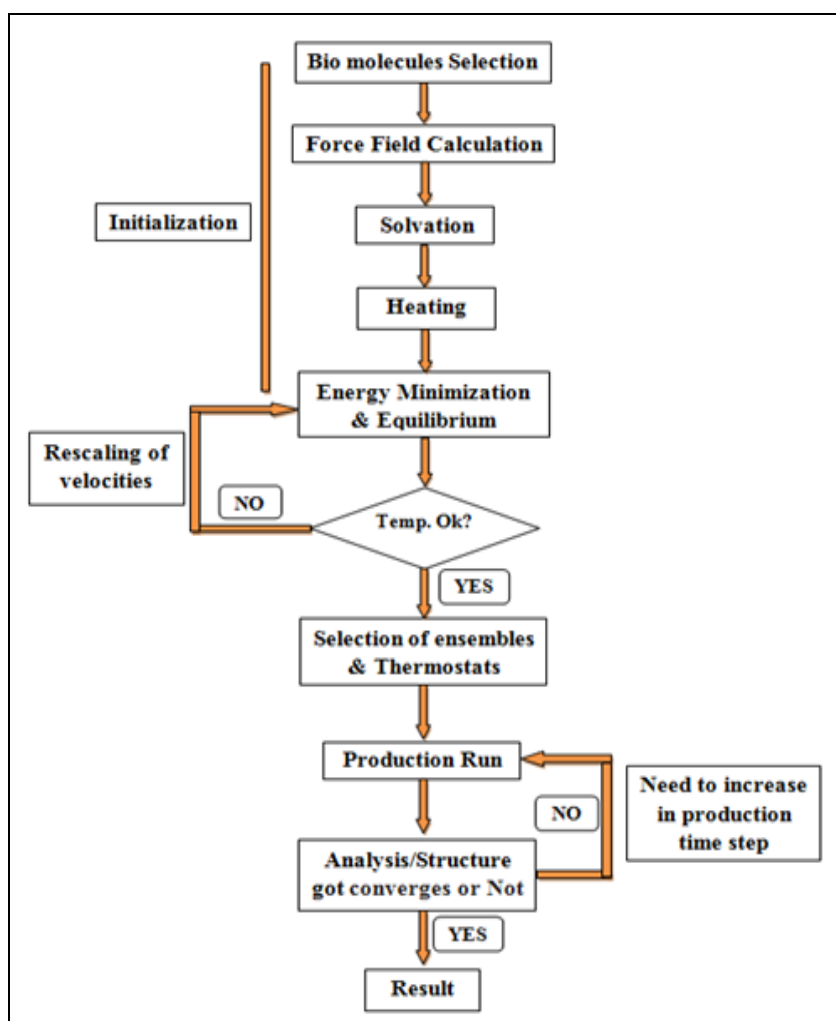 Bio molecules Selection
Force Field Calculation
Initialization
Solvation
Heating
Energy Minimization
& Equilibrium
Rescaling of
velocities
NO
Temp. Ok?
YES
Selection of ensembles
& Thermostats
Production Run
Need to increase
in production
time step
NO
Analysis/Structure
got converges or Not
YES
Result